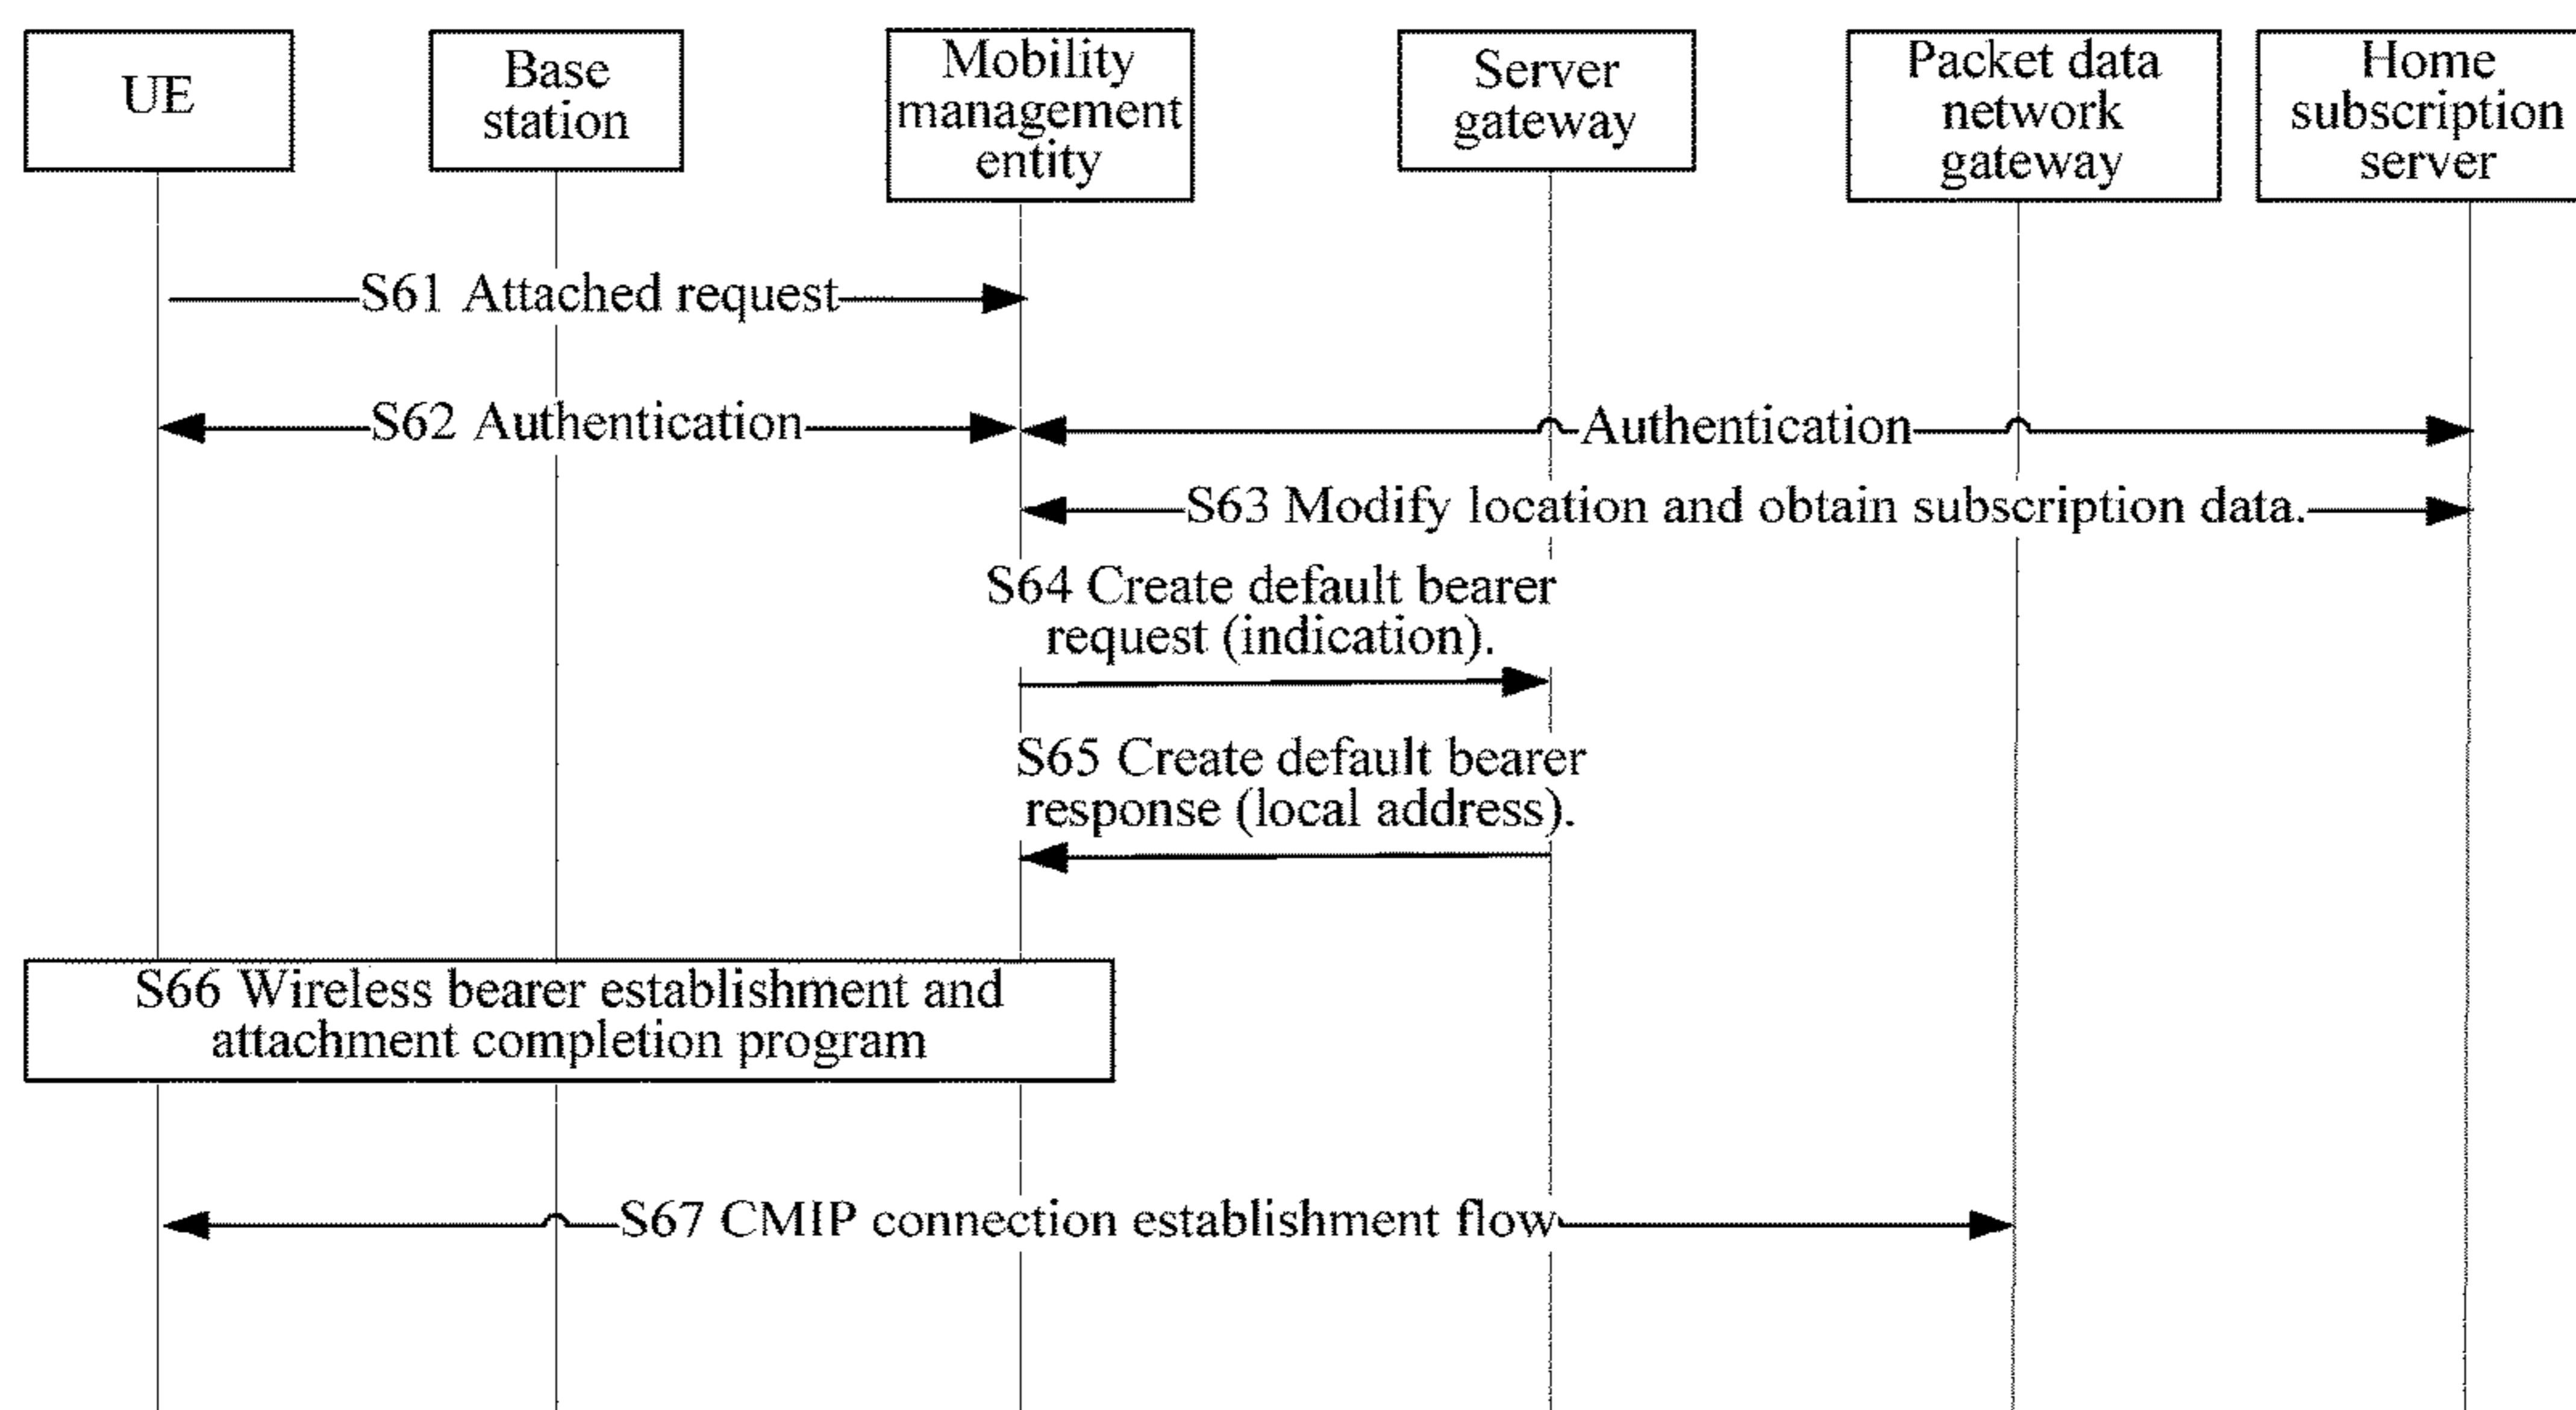 UE
Base
station
Mobility
management
entity
Server
gateway
Packet data
network
gateway
Home
subscription
server
S61 Attached request
S62 Authentication
Authentication
S63 Modify location and obtain subscription data.
S64 Create default bearer
request (indication).
S65 Create default bearer
response (local address).
S66 Wireless bearer establishment and
attachment completion program
S67 CMIP connection establishment flow